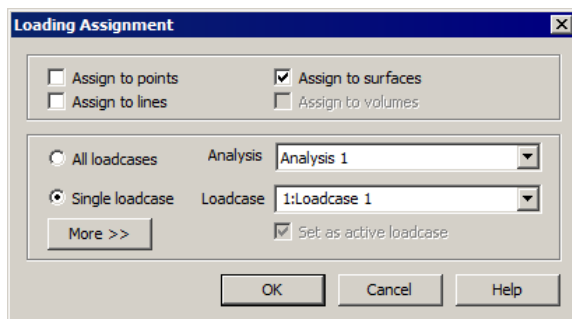 Loading Assignment
Assign to points
Assign to surfaces
Assign to lines
Assign to volumes
All loadcases
Analysis
Analysis 1
Single loadcase
Loadcase
1:Loadcase 1
More >>
Set as active loadcase
OK
Cancel
Help